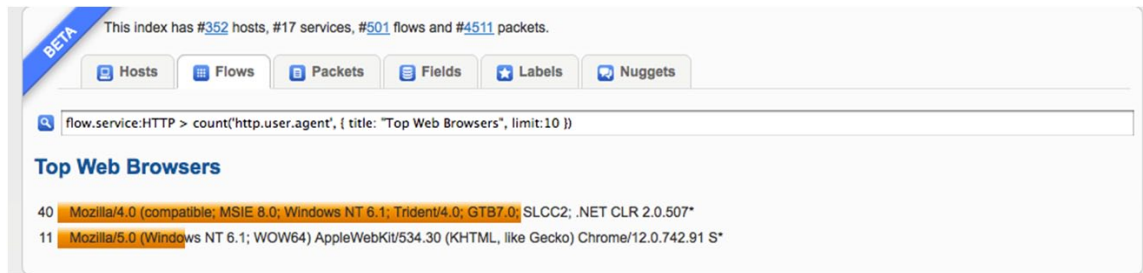 BETA
This index has #352 hosts, #17 services, #501 flows and #4511 packets.
Hosts Flows Packets Fields Labels Nuggets
flow.service:HTTP > count('http.user.agent', { title: "Top Web Browsers", limit:10 })
Top Web Browsers
40 Mozilla/4.0 (compatible; MSIE 8.0; Windows NT 6.1; Trident/4.0; GTB7.0; SLCC2; .NET CLR 2.0.507*
11 Mozilla/5.0 (Windows NT 6.1; WOW64) AppleWebKit/534.30 (KHTML, like Gecko) Chrome/12.0.742.91 S*